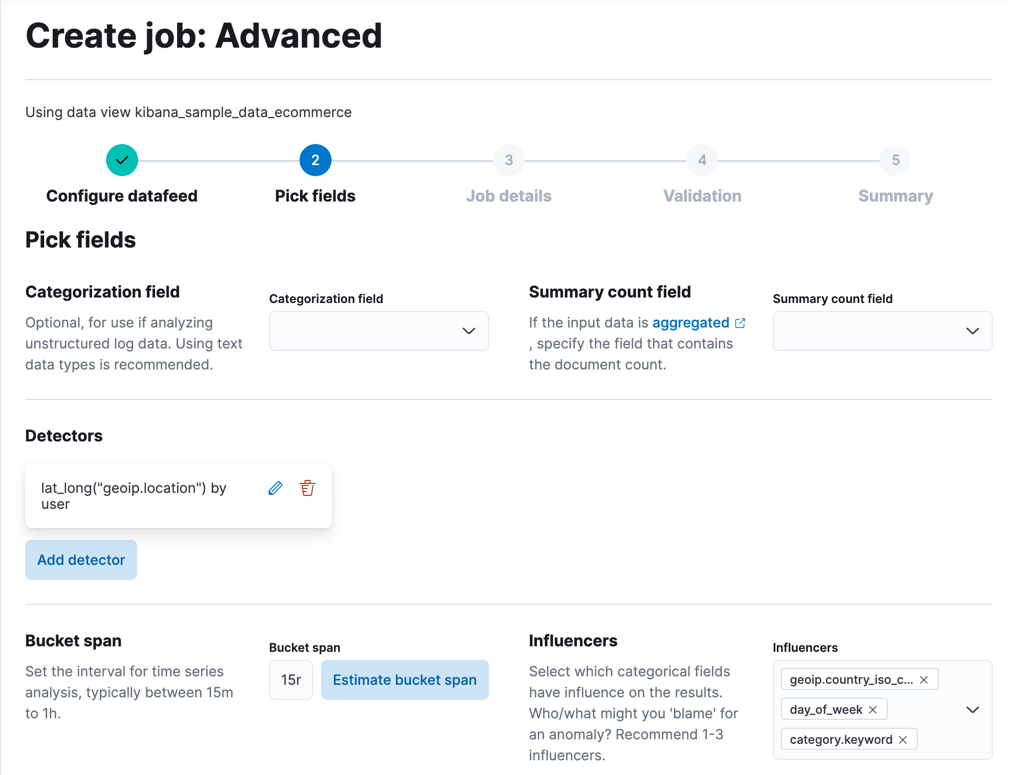 Create job: Advanced
Using data view kibana_sample_data_ecommerce
2
3
4
5
Configure datafeed
Pick fields
Job details
Validation
Summary
Pick fields
Categorization field
Optional, for use if analyzing
unstructured log data. Using text
data types is recommended.
Categorization field
Summary count field
If the input data is aggregated
, specify the field that contains
the document count.
Summary count field
Detectors
lat_long("geoip.location") by
user
Add detector
Bucket span
Set the interval for time series
analysis, typically between 15m
to 1h.
Bucket span
15r
Estimate bucket span
Influencers
Select which categorical fields
have influence on the results.
Who/what might you 'blame' for
an anomaly? Recommend 1-3
influencers.
Influencers
geoip.country_iso_c...
day_of_week
category.keyword